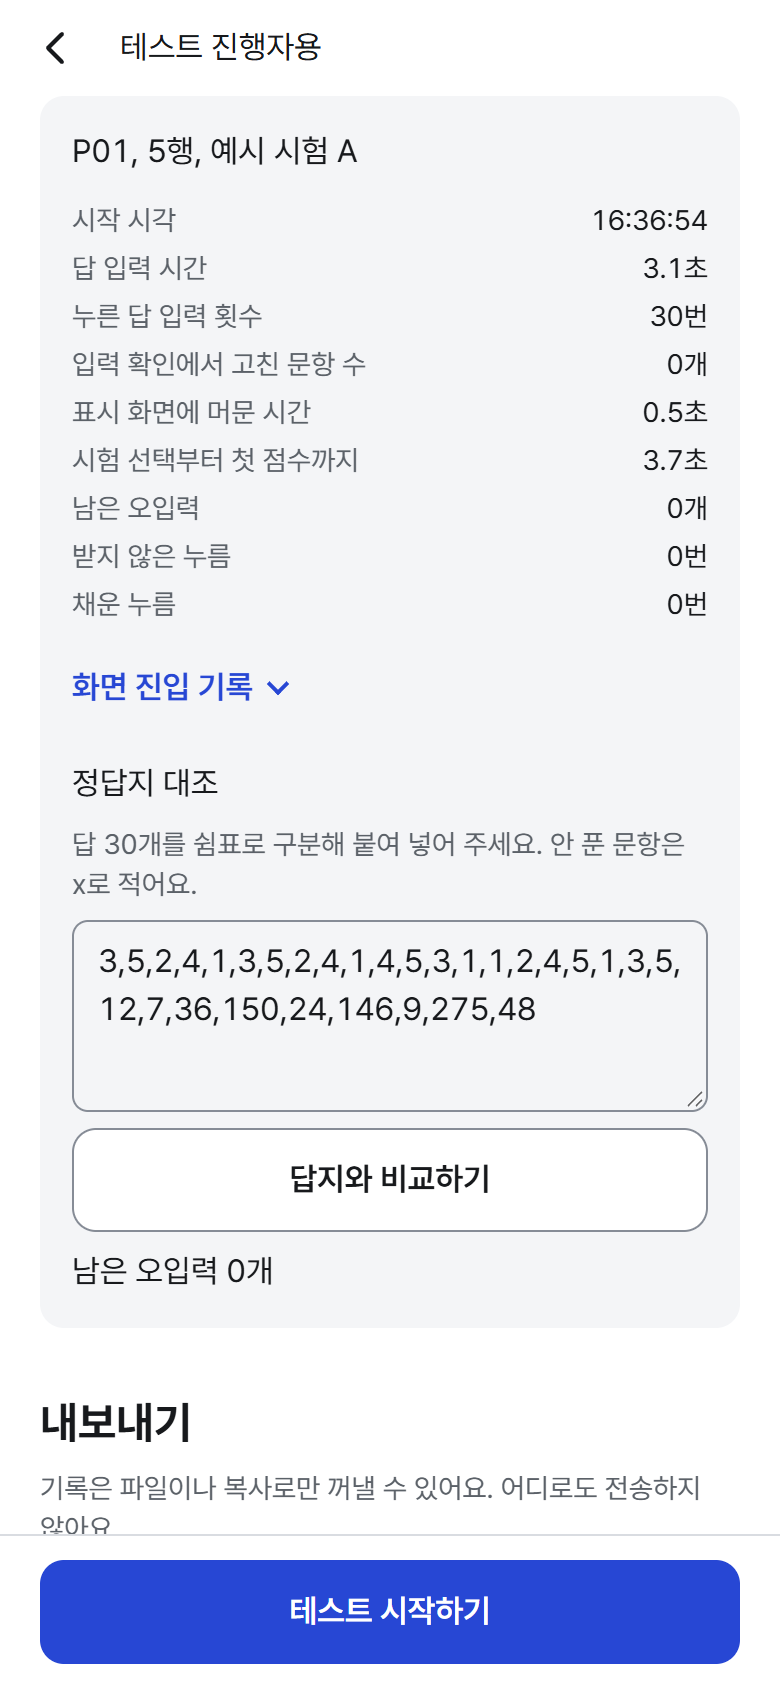 테스트 진행자용
P01, 5행, 예시 시험 A
시작 시각 16:36:54
답 입력 시간 3.1초
누른 답 입력 횟수 30번
입력 확인에서 고친 문항 수 0개
표시 화면에 머문 시간 0.5초
시험 선택부터 첫 점수까지 3.7초
남은 오입력 0개
받지 않은 누름 0번
채운 누름 0번
화면 진입 기록
정답지 대조
답 30개를 쉼표로 구분해 붙여 넣어 주세요. 안 푼 문항은
x로 적어요.
3,5,2,4,1,3,5,2,4,1,4,5,3,1,1,2,4,5,1,3,5,
12,7,36,150,24,146,9,275,48
답지와 비교하기
남은 오입력 0개
내보내기
기록은 파일이나 복사로만 꺼낼 수 있어요. 어디로도 전송하지
않아요
테스트 시작하기